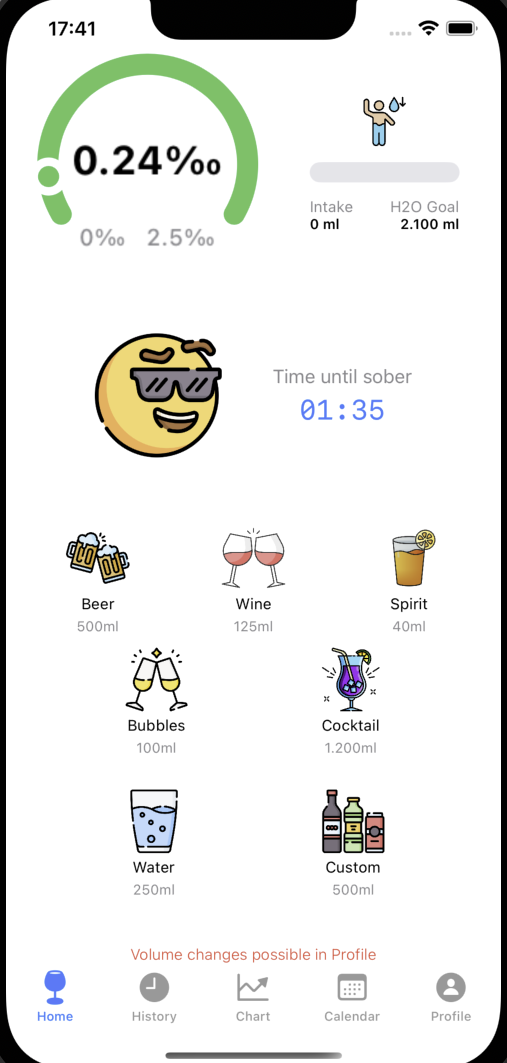 17:41
0.24‰
0‰ 2.5‰
Intake H2O Goal
0 ml 2.100 ml
Time until sober
01:35
Beer Wine Spirit
500ml 125ml 40ml
Bubbles Cocktail
100ml 1.200ml
Water Custom
250ml 500ml
Volume changes possible in Profile
Home History Chart Calendar Profile